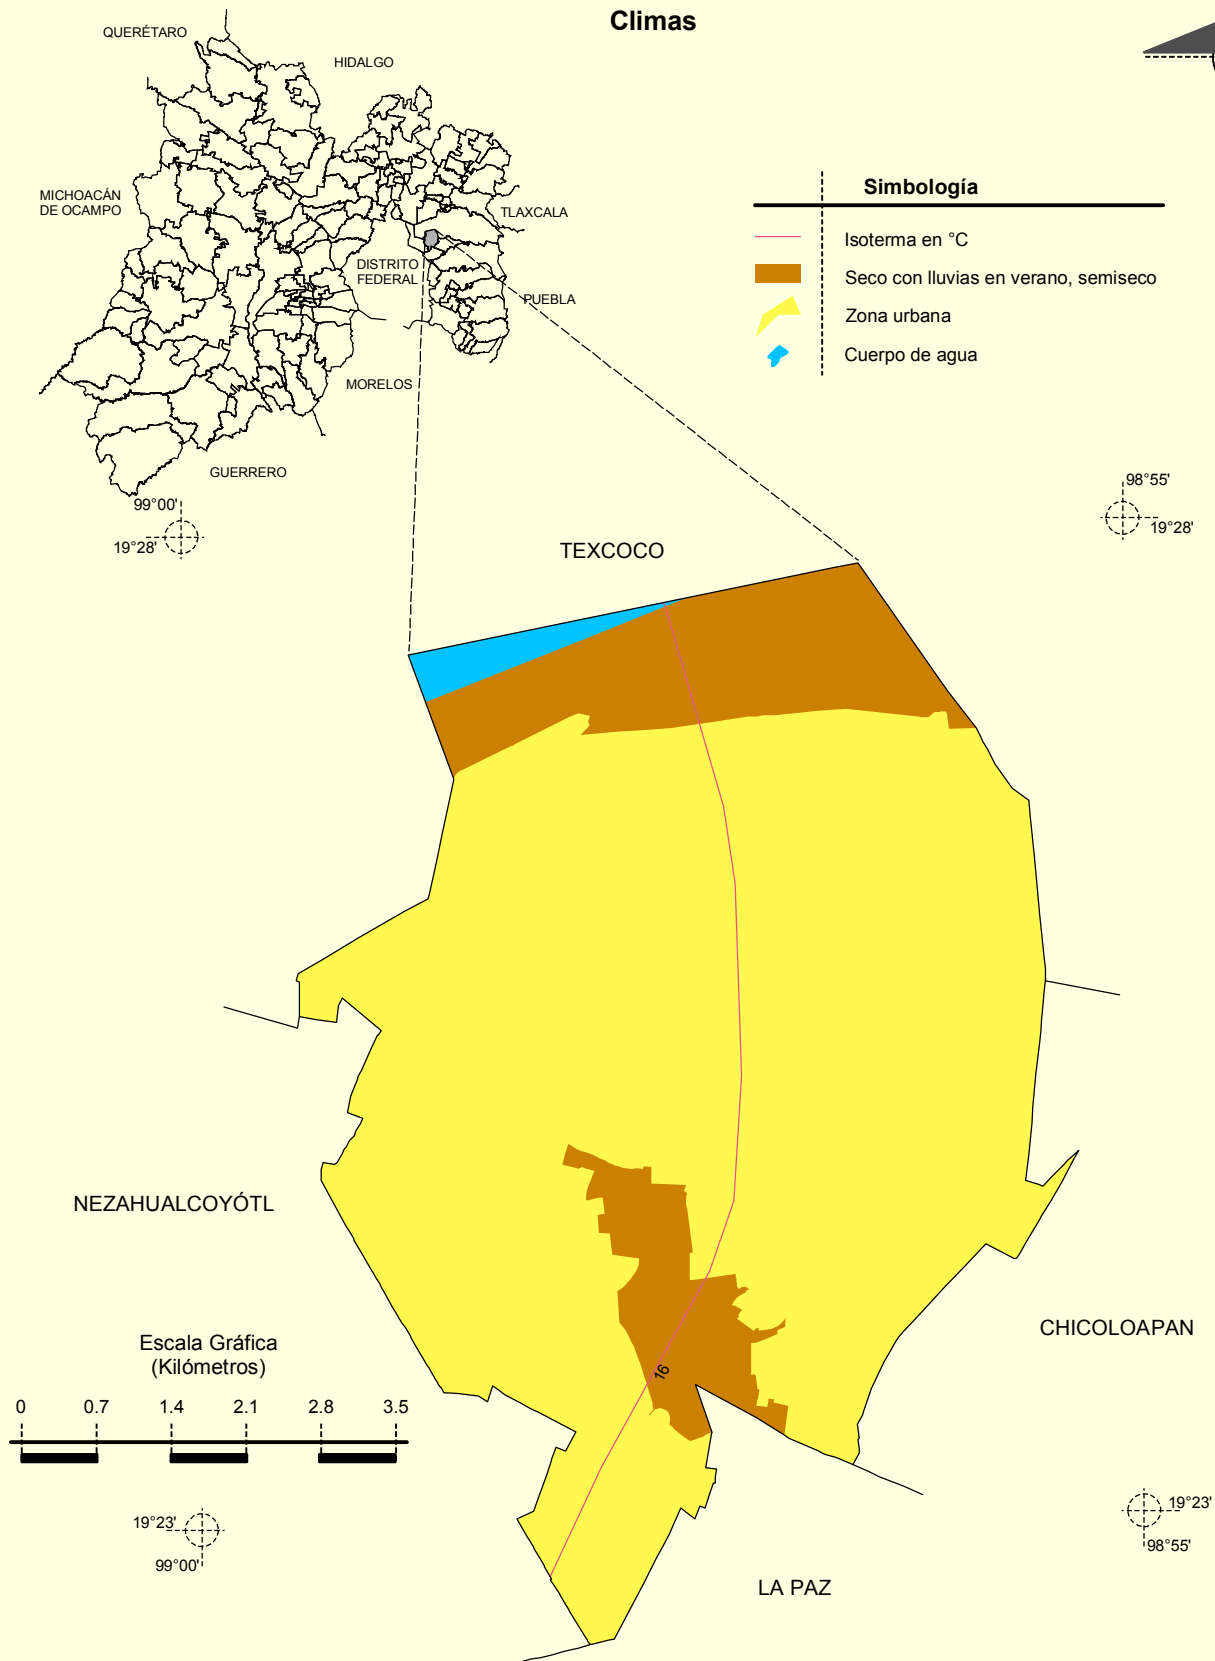 Climas
QUERÉTARO
HIDALGO
MICHOACÁN
DE OCAMPO
TLAXCALA
DISTRITO
FEDERAL
PUEBLA
MORELOS
GUERRERO
Simbología
Isoterma en °C
Seco con lluvias en verano, semiseco
Zona urbana
Cuerpo de agua
99°00'
19°28'
98°55'
19°28'
TEXCOCO
NEZAHUALCOYÓTL
CHICOLOAPAN
16
Escala Gráfica
(Kilómetros)
0 0.7 1.4 2.1 2.8 3.5
19°23'
99°00'
19°23'
98°55'
LA PAZ